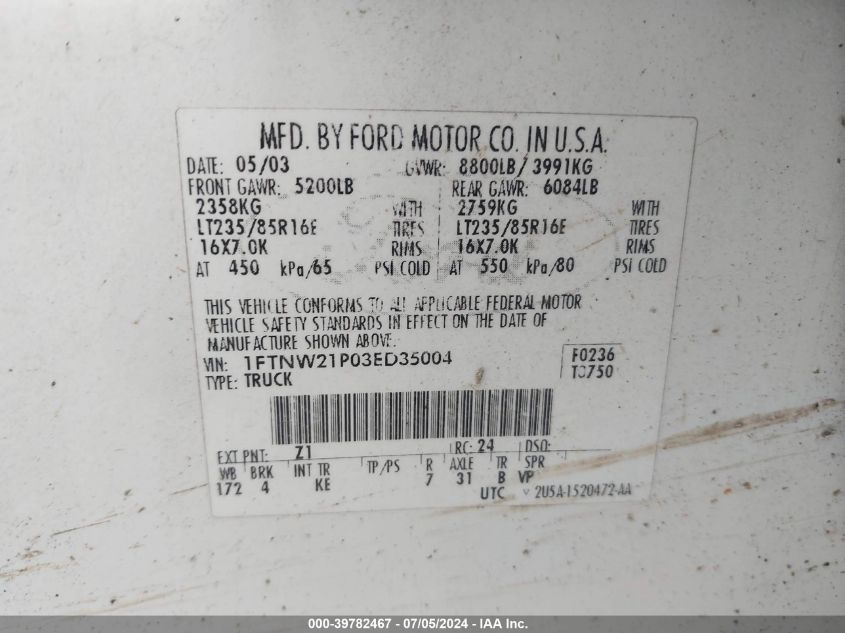 MFD. BY FORD MOTOR CO. IN U.S.A.
DATE: 05/03 GVWR: 8800LB/ 3991KG
FRONT GAWR: 5200LB REAR GAWR: 6084LB
2358KG WITH 2759KG WITH
LT235/85R16E TIRES LT235/85R16E TIRES
16X7.0K RIMS 16X7.0K RIMS
AT 450 kPa/65 PSI COLD AT 550 kPa/80 PSI COLD
THIS VEHICLE CONFORMS TO ALL APPLICABLE FEDERAL MOTOR
VEHICLE SAFETY STANDARDS IN EFFECT ON THE DATE OF
MANUFACTURE SHOWN ABOVE.
VIN: 1FTNW21P03ED35004 F0236
TYPE: TRUCK T3750
EXT PNT: Z1 RC: 24 DSO:
WB BRK INT TR TP/PS R AXLE TR SPR
172 4 KE 7 31 B VP
UTC 2U5A-1520472-AA
000-39782467 - 07/05/2024 - IAA Inc.